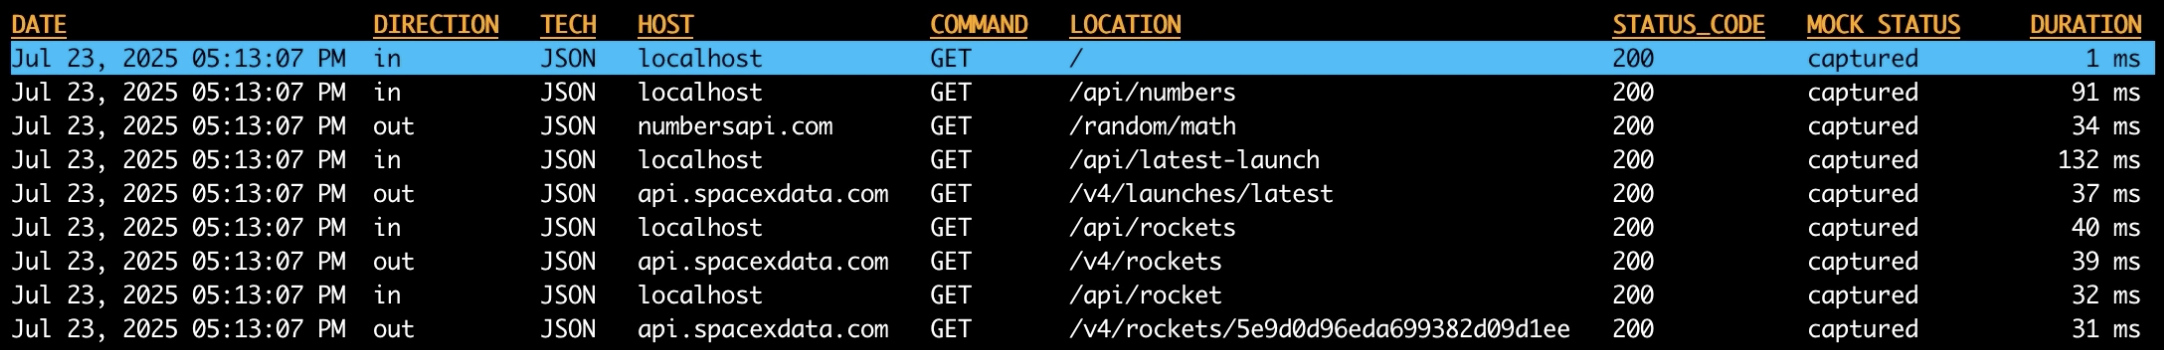 DATE DIRECTION TECH HOST COMMAND LOCATION STATUS_CODE MOCK STATUS DURATION
Jul 23, 2025 05:13:07 PM in JSON localhost GET / 200 captured 1 ms
Jul 23, 2025 05:13:07 PM in JSON localhost GET /api/numbers 200 captured 91 ms
Jul 23, 2025 05:13:07 PM out JSON numbersapi.com GET /random/math 200 captured 34 ms
Jul 23, 2025 05:13:07 PM in JSON localhost GET /api/latest-launch 200 captured 132 ms
Jul 23, 2025 05:13:07 PM out JSON api.spacexdata.com GET /v4/launches/latest 200 captured 37 ms
Jul 23, 2025 05:13:07 PM in JSON localhost GET /api/rockets 200 captured 40 ms
Jul 23, 2025 05:13:07 PM out JSON api.spacexdata.com GET /v4/rockets 200 captured 39 ms
Jul 23, 2025 05:13:07 PM in JSON localhost GET /api/rocket 200 captured 32 ms
Jul 23, 2025 05:13:07 PM out JSON api.spacexdata.com GET /v4/rockets/5e9d0d96eda699382d09d1ee 200 captured 31 ms